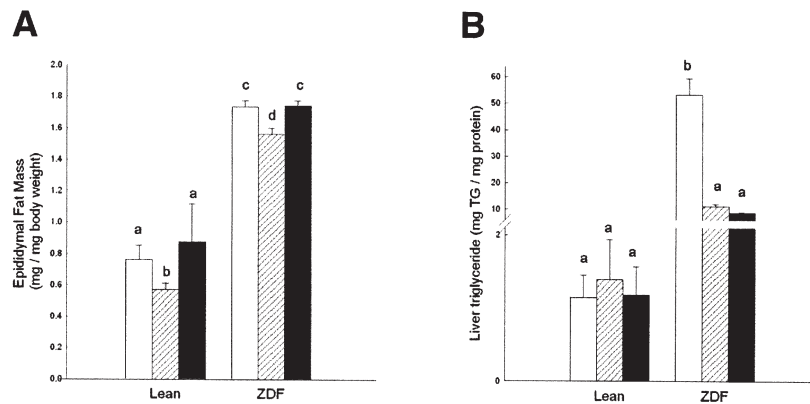 A
Epididymal Fat Mass
(mg / mg body weight)
2.0
1.8
1.6
1.4
1.2
1.0
0.8
0.6
0.4
0.2
0.0
a
b
a
c
d
c
Lean
ZDF
B
Liver triglyceride (mg TG / mg protein)
60
50
40
30
20
10
2
0
a
a
a
b
a
a
Lean
ZDF